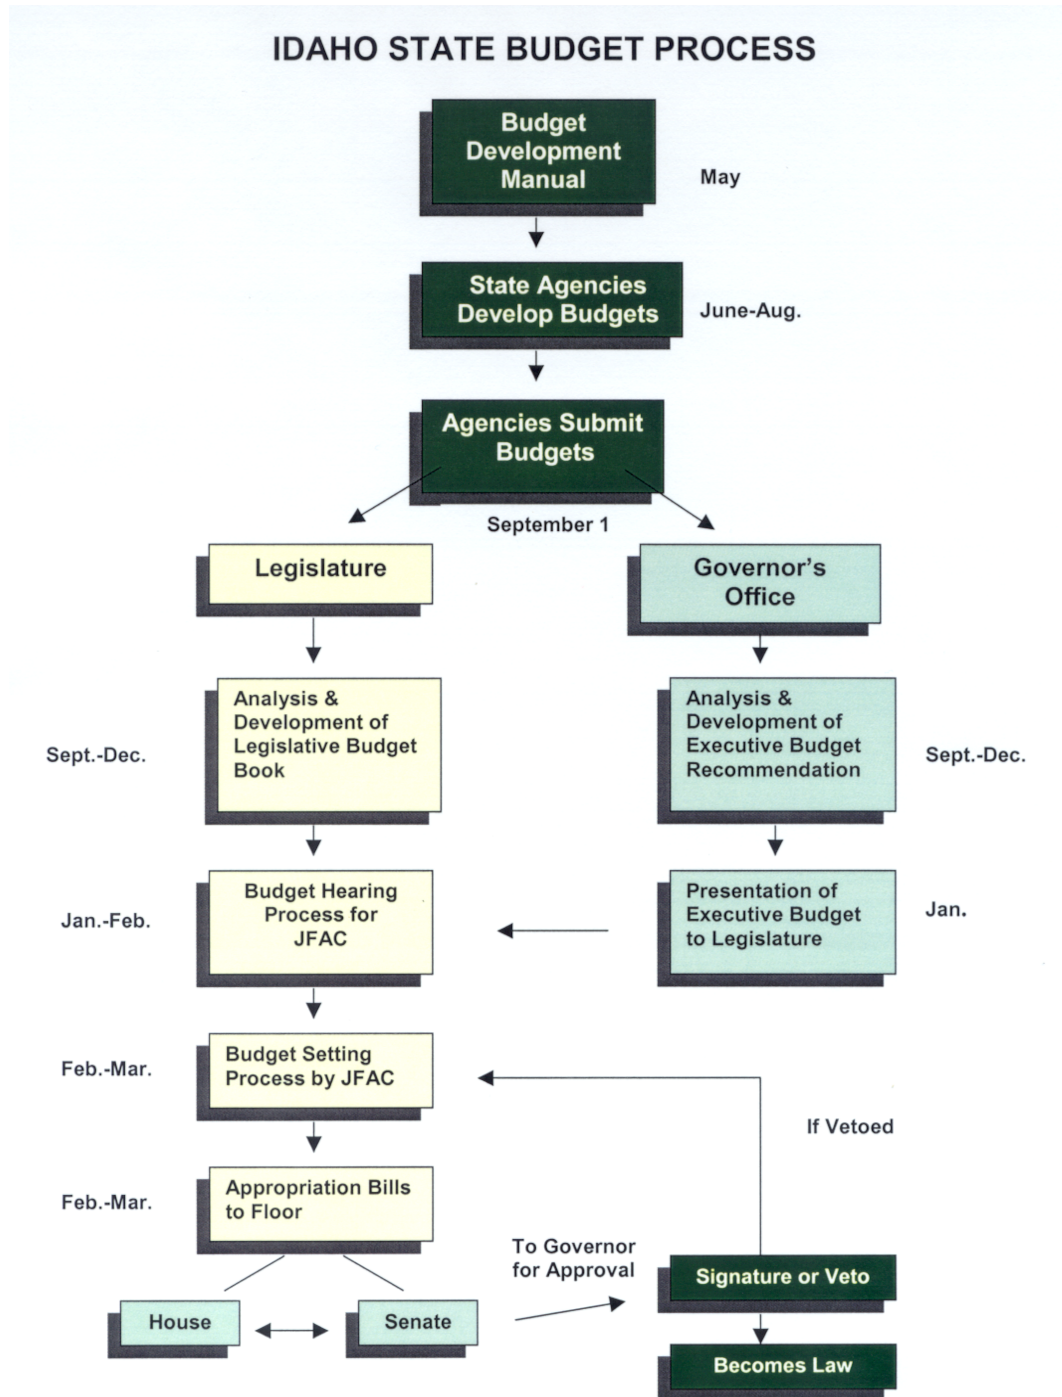 IDAHO STATE BUDGET PROCESS
Budget
Development
Manual
May
State Agencies
Develop Budgets
June-Aug.
Agencies Submit
Budgets
September 1
Legislature
Governor's
Office
Sept.-Dec.
Analysis &
Development of
Legislative Budget
Book
Analysis &
Development of
Executive Budget
Recommendation
Sept.-Dec.
Jan.-Feb.
Budget Hearing
Process for
JFAC
Presentation of
Executive Budget
to Legislature
Jan.
Feb.-Mar.
Budget Setting
Process by JFAC
If Vetoed
Feb.-Mar.
Appropriation Bills
to Floor
To Governor
for Approval
Signature or Veto
House
Senate
Becomes Law